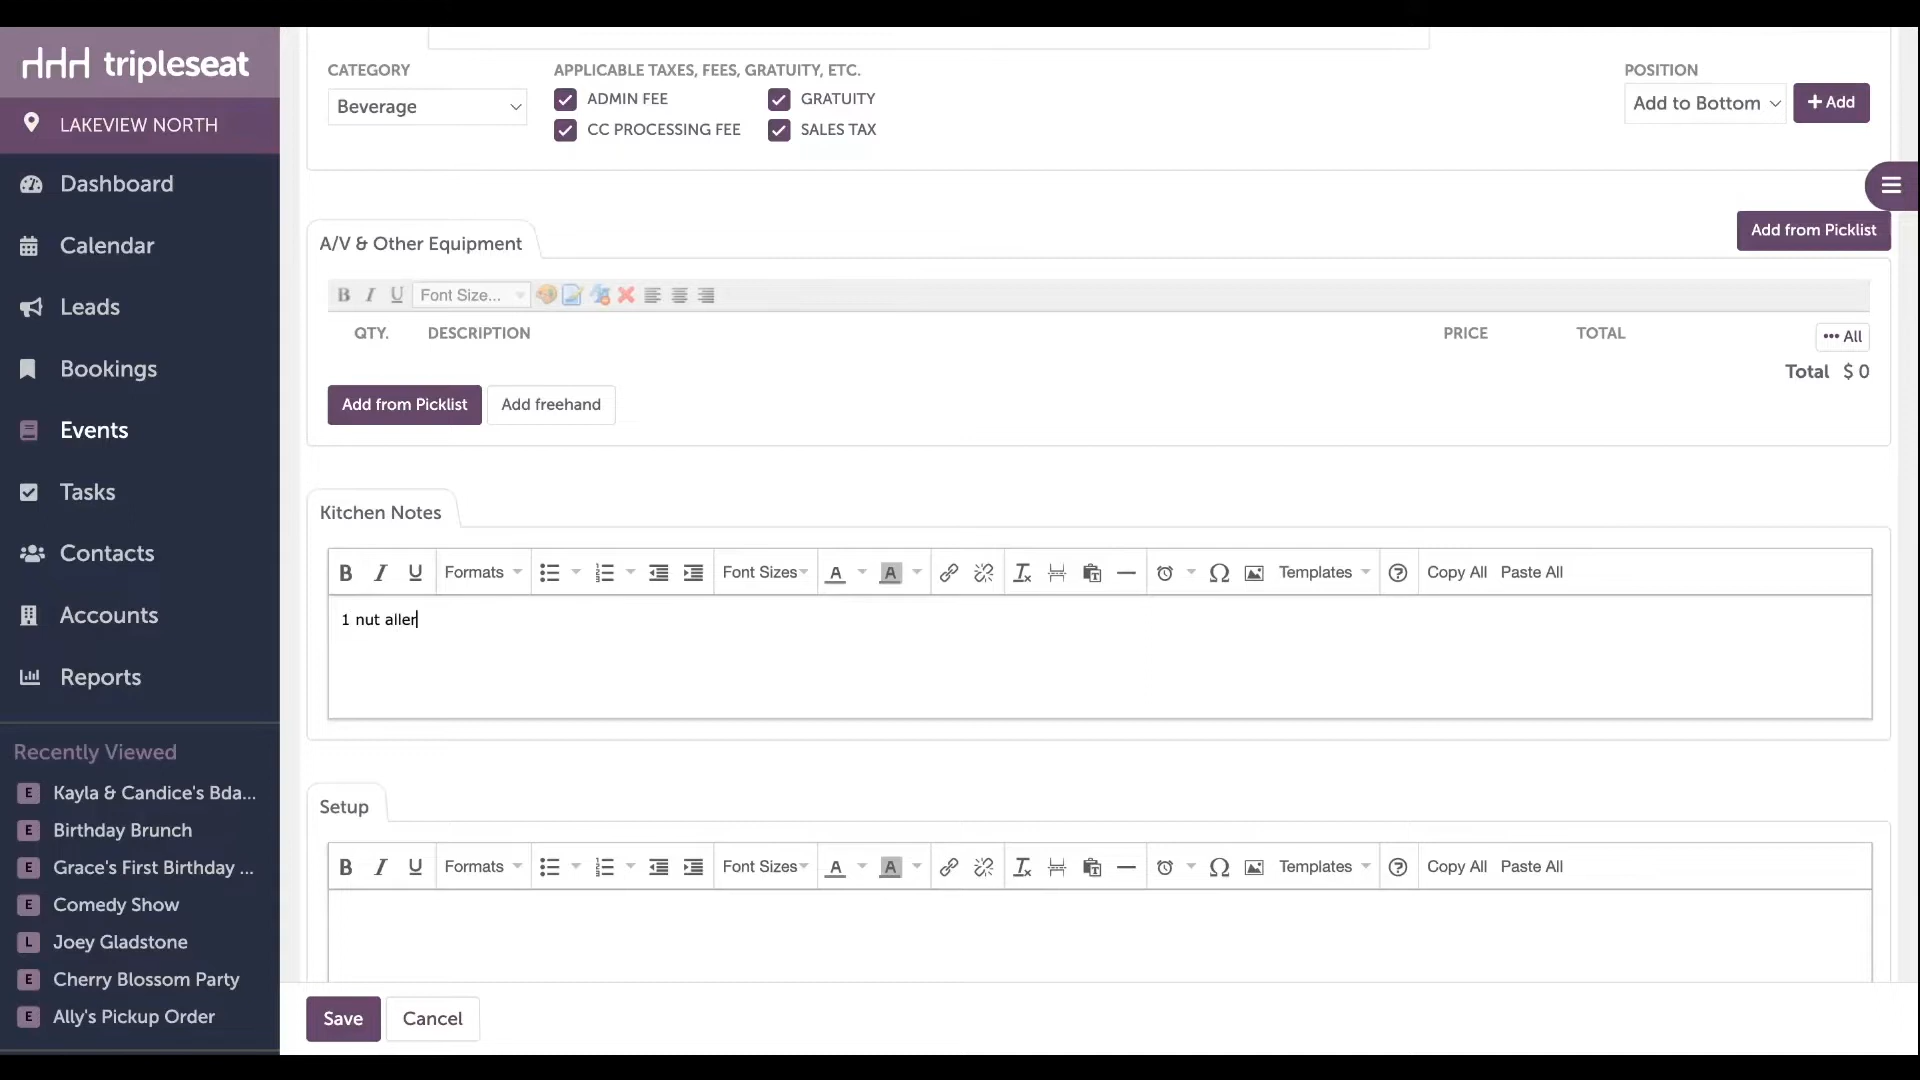 tripleseat
LAKEVIEW NORTH
Dashboard
Calendar
Leads
Bookings
Events
Tasks
Contacts
Accounts
Reports
Recently Viewed
E Kayla & Candice's Bda...
E Birthday Brunch
E Grace's First Birthday ...
E Comedy Show
L Joey Gladstone
E Cherry Blossom Party
E Ally's Pickup Order
CATEGORY APPLICABLE TAXES, FEES, GRATUITY, ETC. POSITION
Beverage ADMIN FEE GRATUITY Add to Bottom + Add
CC PROCESSING FEE SALES TAX
A/V & Other Equipment Add from Picklist
B I U Font Size...
QTY. DESCRIPTION PRICE TOTAL ••• All
Total $ 0
Add from Picklist Add freehand
Kitchen Notes
B I U Formats Font Sizes A A Ω Templates ? Copy All Paste All
1 nut aller
Setup
B I U Formats Font Sizes A A Ω Templates ? Copy All Paste All
Save Cancel